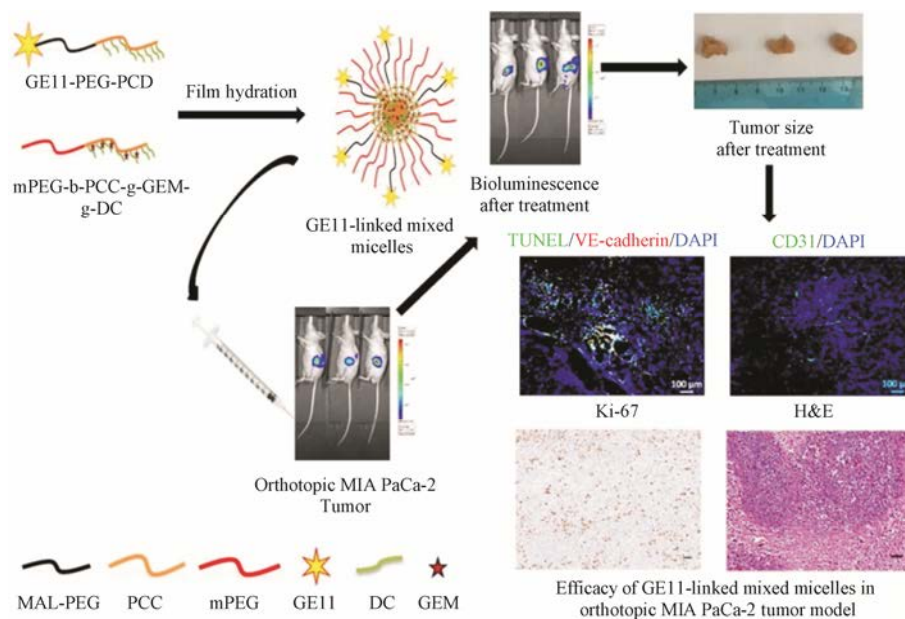 GE11-PEG-PCD
Film hydration
mPEG-b-PCC-g-GEM-
g-DC
GE11-linked mixed
micelles
Bioluminescence
after treatment
Tumor size
after treatment
TUNEL/VE-cadherin/DAPI
CD31/DAPI
100 μm
100 μm
Ki-67
H&E
Orthotopic MIA PaCa-2
Tumor
MAL-PEG
PCC
mPEG
GE11
DC
GEM
Efficacy of GE11-linked mixed micelles in
orthotopic MIA PaCa-2 tumor model